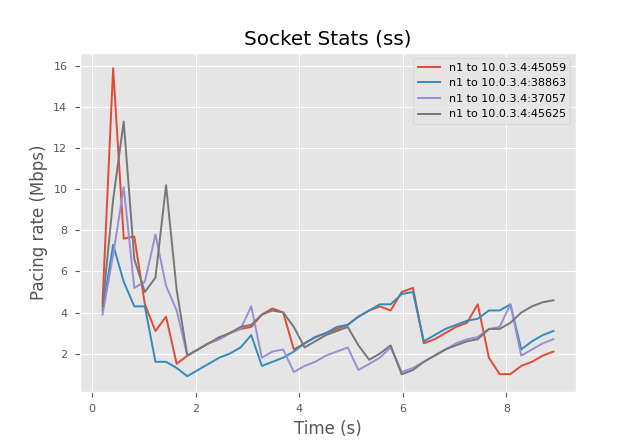 Socket Stats (ss)
n1 to 10.0.3.4:45059
n1 to 10.0.3.4:38863
n1 to 10.0.3.4:37057
n1 to 10.0.3.4:45625
Pacing rate (Mbps)
16
14
12
10
8
6
4
2
0 2 4 6 8
Time (s)